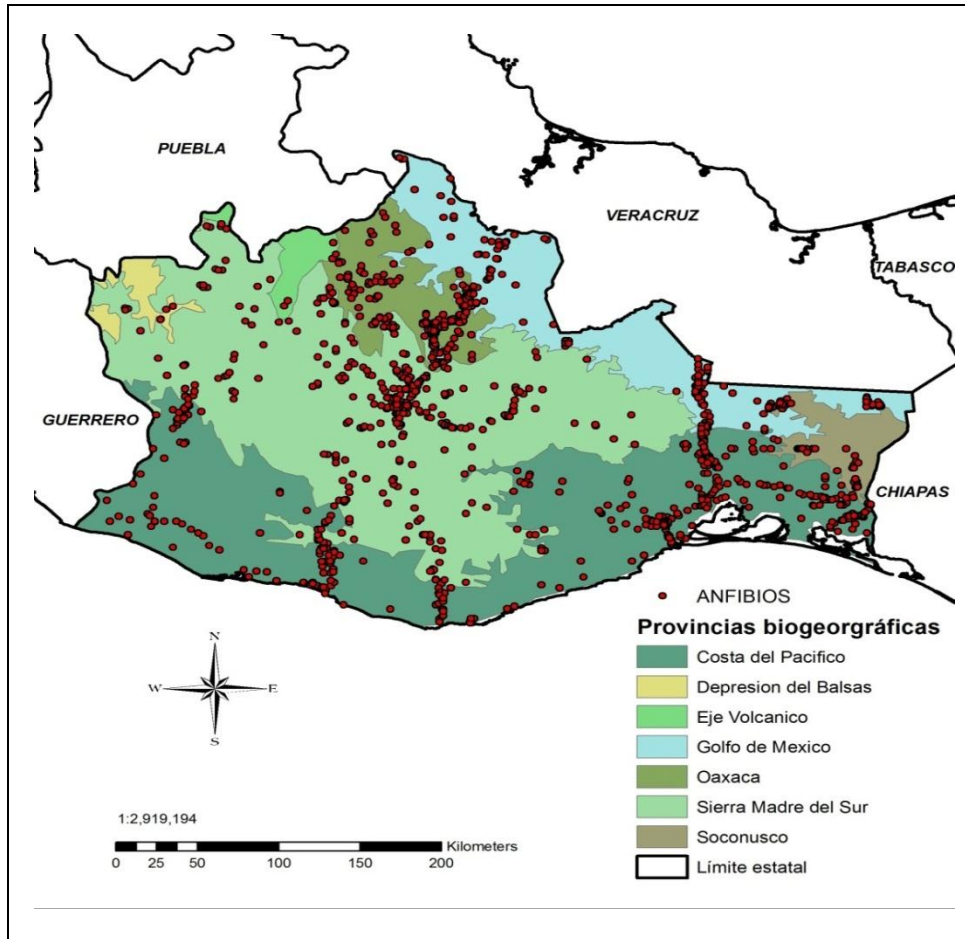 PUEBLA
VERACRUZ
TABASCO
GUERRERO
CHIAPAS
ANFIBIOS
Provincias biogeorgráficas
Costa del Pacifico
Depresion del Balsas
Eje Volcanico
Golfo de Mexico
Oaxaca
Sierra Madre del Sur
Soconusco
Límite estatal
N
W E
S
1:2,919,194
Kilometers
0 25 50 100 150 200